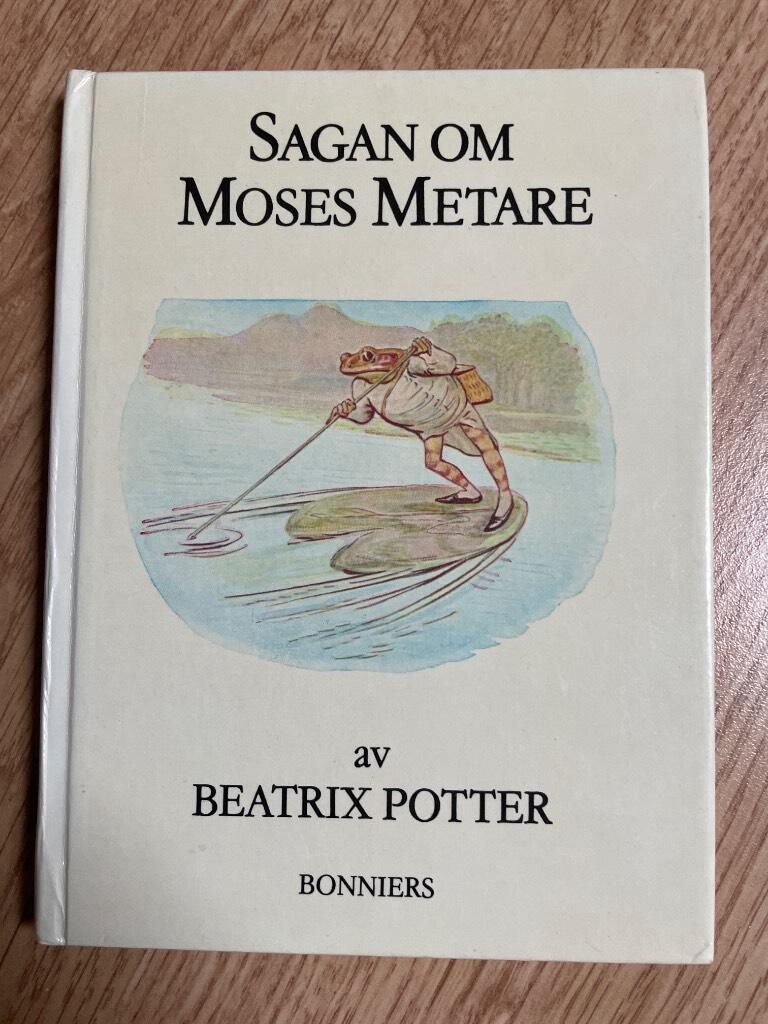 SAGAN OM
MOSES METARE
av
BEATRIX POTTER
BONNIERS